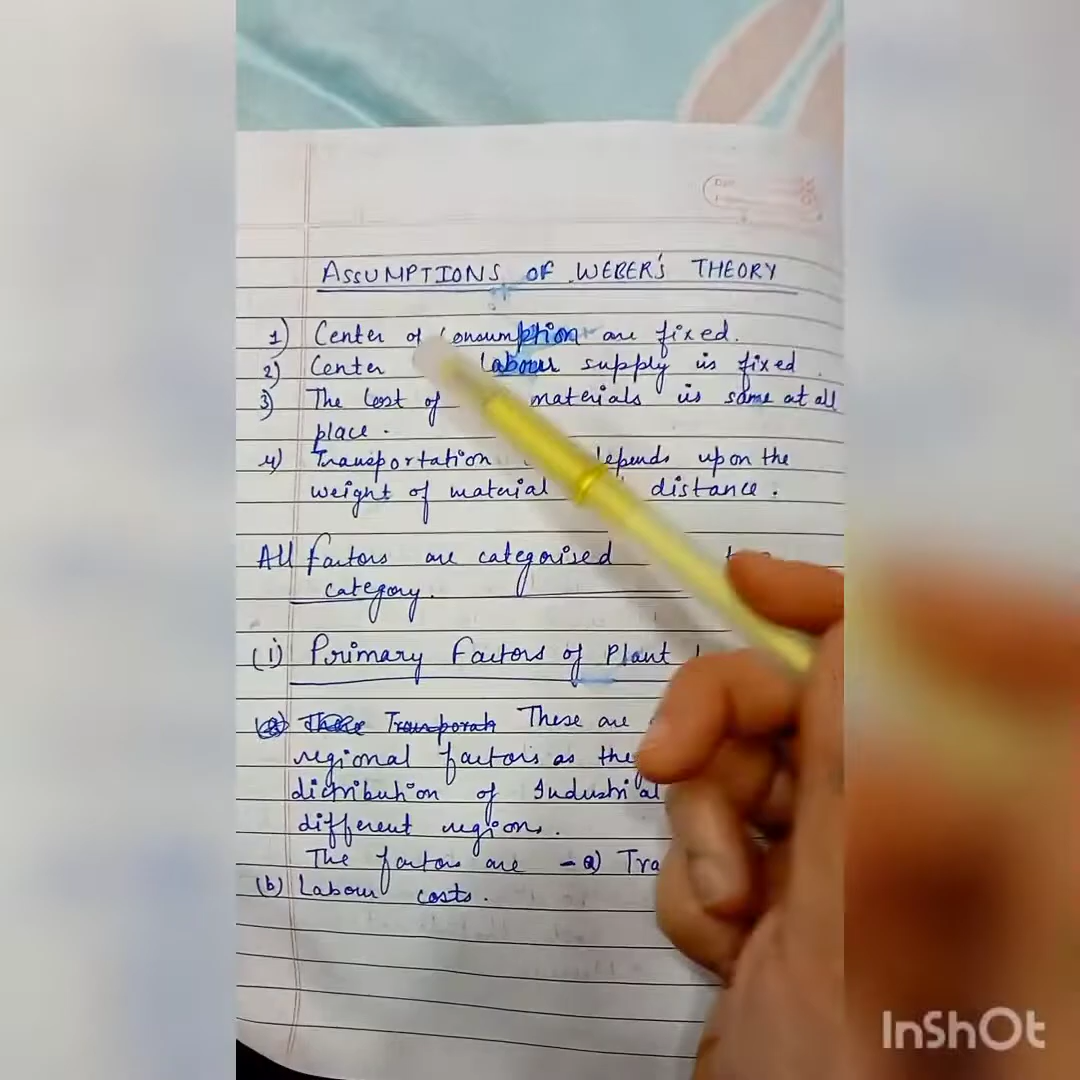 ASSUMPTIONS OF WEBER'S THEORY
1) Center of Consumption are fixed.
2) Center labour supply is fixed
3) The Cost of materials is same at all
place.
4) Transportation depends upon the
weight of material distance.
All factors are categorised
category.
(i) Primary Factors of Plant
These are
regional factors as the
distribution of Industrial
different regions.
The factors are - a)
(b) Labour costs.
InShOt